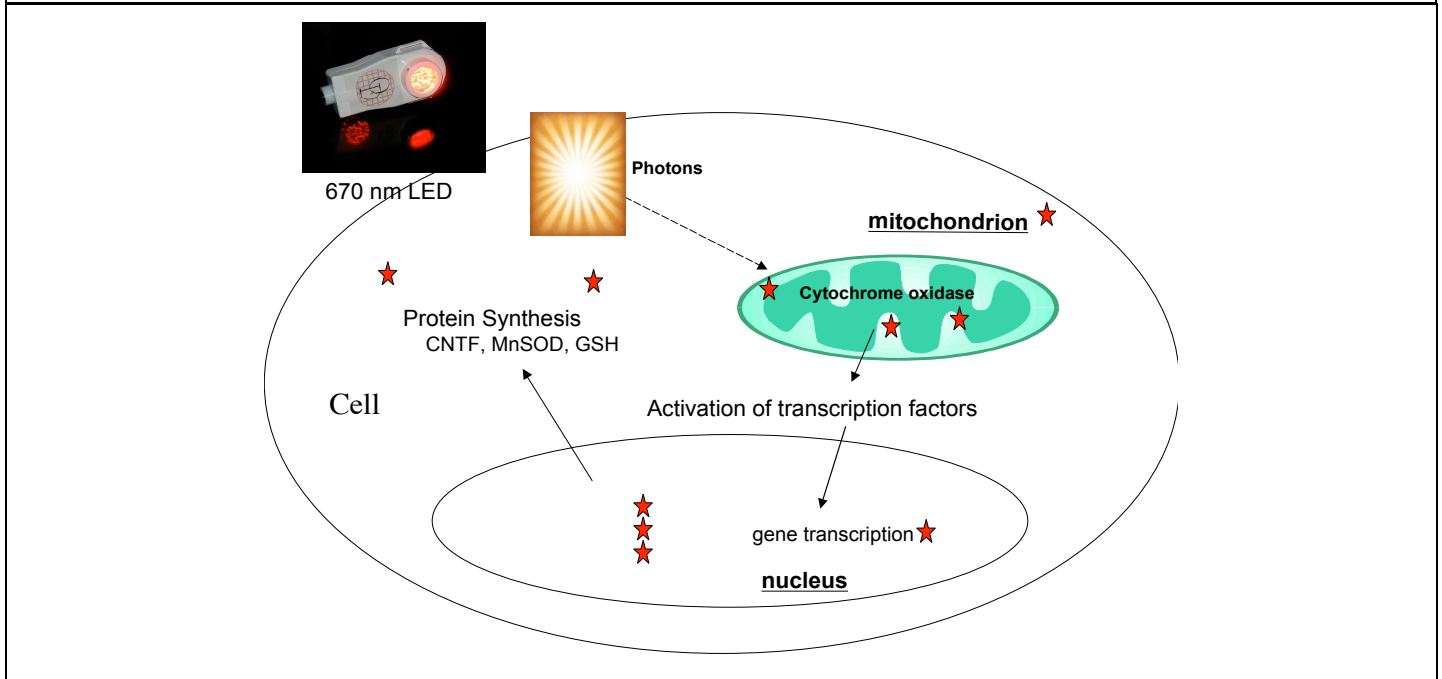 670 nm LED
Photons
mitochondrion
Cytochrome oxidase
Protein Synthesis
CNTF, MnSOD, GSH
Cell
Activation of transcription factors
gene transcription
nucleus